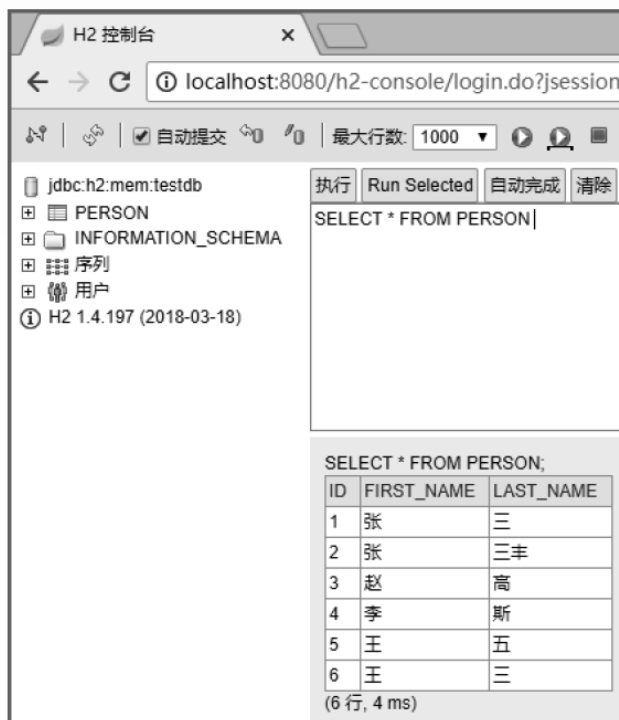 H2 控制台
localhost:8080/h2-console/login.do?jsession
自动提交 最大行数: 1000
jdbc:h2:mem:testdb
PERSON
INFORMATION_SCHEMA
序列
用户
H2 1.4.197 (2018-03-18)
执行 Run Selected 自动完成 清除
SELECT * FROM PERSON
SELECT * FROM PERSON;
ID FIRST_NAME LAST_NAME
1 张 三
2 张 三丰
3 赵 高
4 李 斯
5 王 五
6 王 三
(6 行, 4 ms)